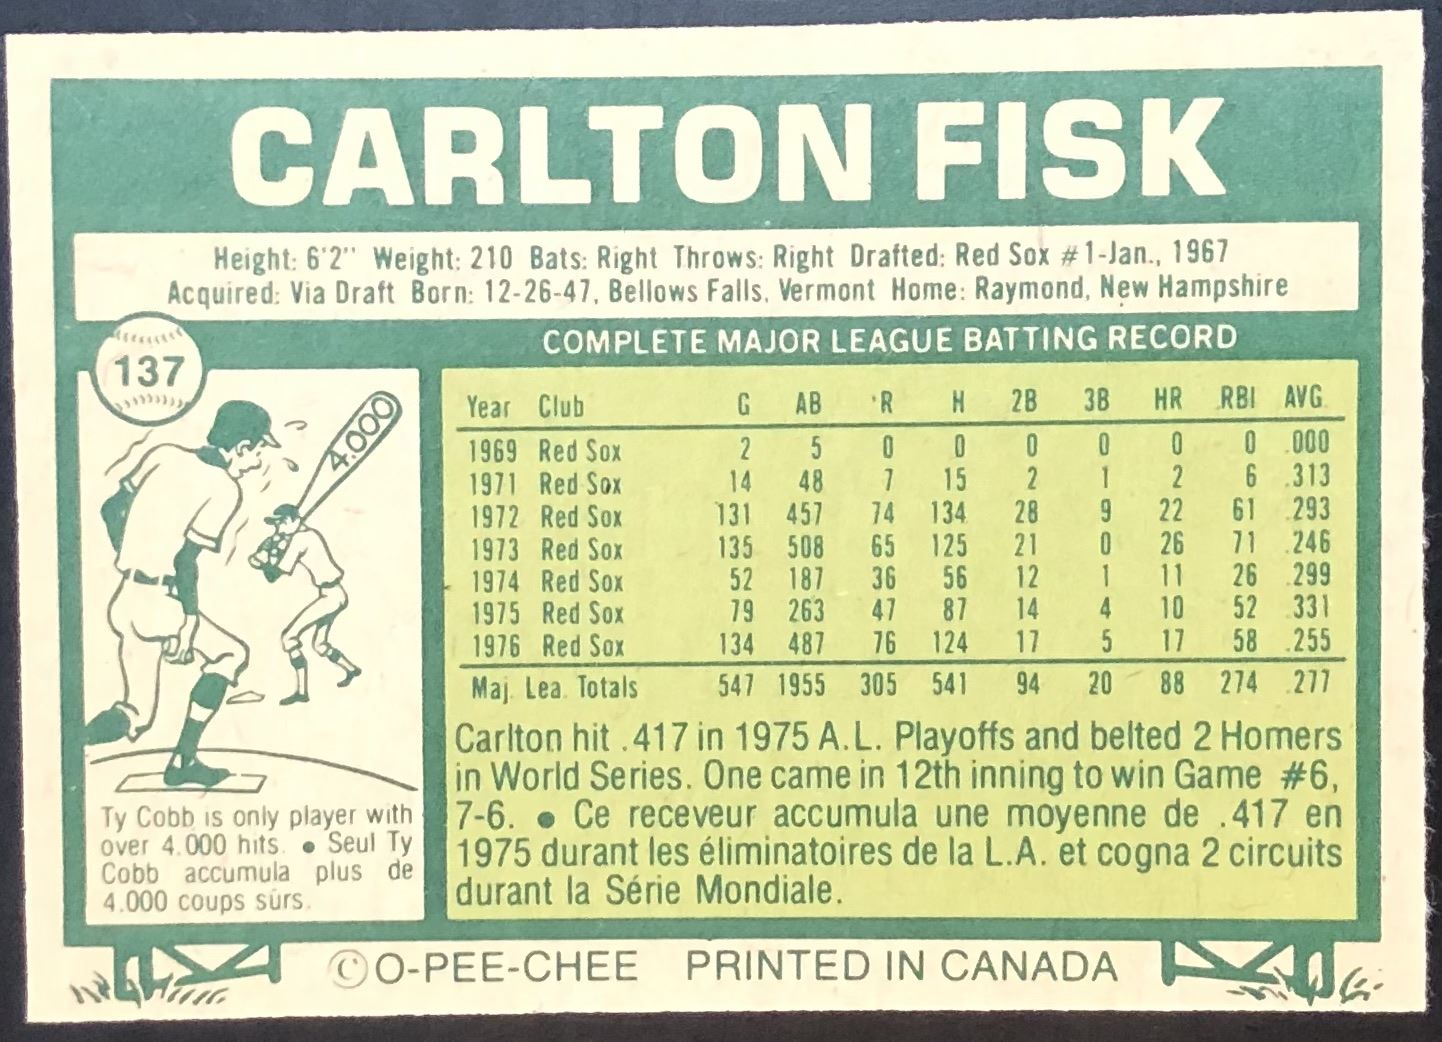 CARLTON FISK
Height: 6'2" Weight: 210 Bats: Right Throws: Right Drafted: Red Sox #1-Jan., 1967
Acquired: Via Draft Born: 12-26-47, Bellows Falls, Vermont Home: Raymond, New Hampshire
137
4.000
Ty Cobb is only player with
over 4.000 hits. ● Seul Ty
Cobb accumula plus de
4.000 coups sûrs.
COMPLETE MAJOR LEAGUE BATTING RECORD
Year Club G AB R H 2B 3B HR RBI AVG
1969 Red Sox 2 5 0 0 0 0 0 0 .000
1971 Red Sox 14 48 7 15 2 1 2 6 .313
1972 Red Sox 131 457 74 134 28 9 22 61 .293
1973 Red Sox 135 508 65 125 21 0 26 71 .246
1974 Red Sox 52 187 36 56 12 1 11 26 .299
1975 Red Sox 79 263 47 87 14 4 10 52 .331
1976 Red Sox 134 487 76 124 17 5 17 58 .255
Maj. Lea. Totals 547 1955 305 541 94 20 88 274 .277
Carlton hit .417 in 1975 A.L. Playoffs and belted 2 Homers
in World Series. One came in 12th inning to win Game #6,
7-6. ● Ce receveur accumula une moyenne de .417 en
1975 durant les éliminatoires de la L.A. et cogna 2 circuits
durant la Série Mondiale.
© O-PEE-CHEE PRINTED IN CANADA